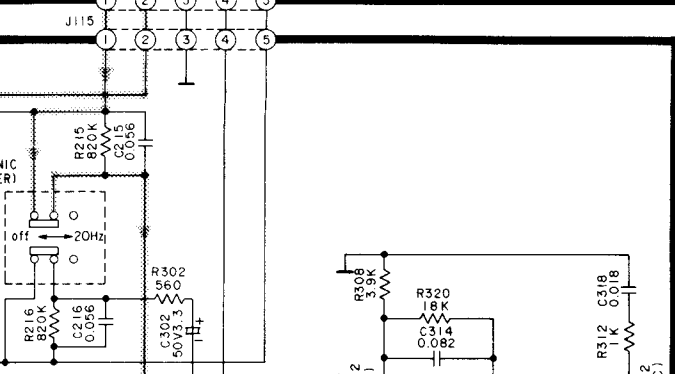 1 2 3 4 5
J115
1 2 3 4 5
R215
820K
C215
0.056
NIC
ER)
off
20Hz
R302
560
R216
820K
C216
0.056
C302
50V3.3
+
R308
3.9K
R320
18K
C314
0.082
C318
0.018
R312
1K
2
)
2